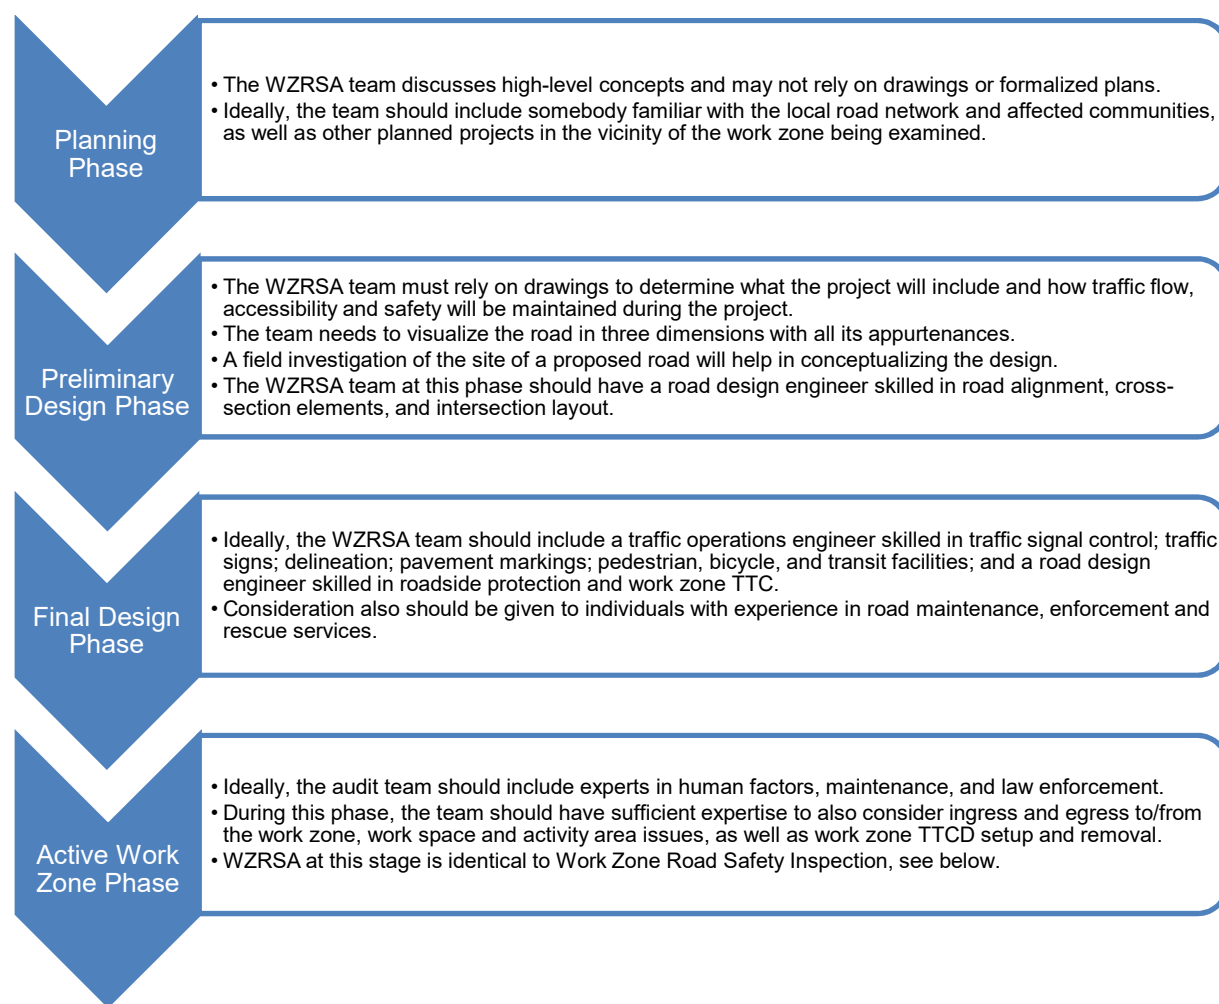 Planning
Phase
• The WZRSA team discusses high-level concepts and may not rely on drawings or formalized plans.
• Ideally, the team should include somebody familiar with the local road network and affected communities,
as well as other planned projects in the vicinity of the work zone being examined.
Preliminary
Design Phase
• The WZRSA team must rely on drawings to determine what the project will include and how traffic flow,
accessibility and safety will be maintained during the project.
• The team needs to visualize the road in three dimensions with all its appurtenances.
• A field investigation of the site of a proposed road will help in conceptualizing the design.
• The WZRSA team at this phase should have a road design engineer skilled in road alignment, cross-
section elements, and intersection layout.
Final Design
Phase
• Ideally, the WZRSA team should include a traffic operations engineer skilled in traffic signal control; traffic
signs; delineation; pavement markings; pedestrian, bicycle, and transit facilities; and a road design
engineer skilled in roadside protection and work zone TTC.
• Consideration also should be given to individuals with experience in road maintenance, enforcement and
rescue services.
Active Work
Zone Phase
• Ideally, the audit team should include experts in human factors, maintenance, and law enforcement.
• During this phase, the team should have sufficient expertise to also consider ingress and egress to/from
the work zone, work space and activity area issues, as well as work zone TTCD setup and removal.
• WZRSA at this stage is identical to Work Zone Road Safety Inspection, see below.